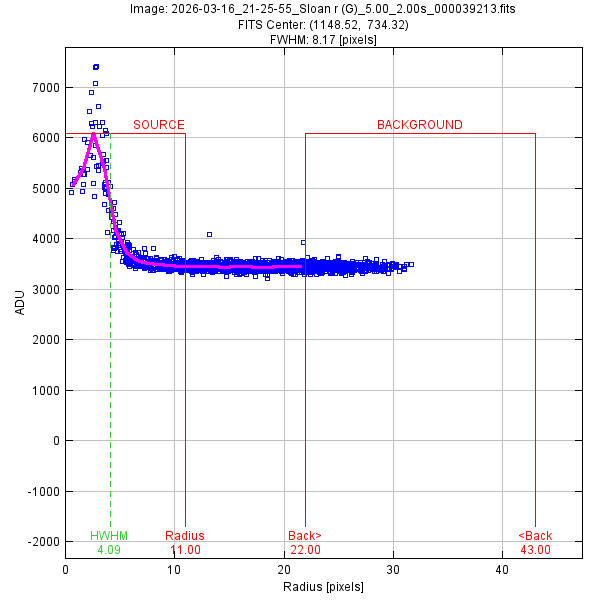 Image: 2026-03-16_21-25-55_Sloan r (G)_5.00_2.00s_000039213.fits
FITS Center: (1148.52, 734.32)
FWHM: 8.17 [pixels]
SOURCE
BACKGROUND
7000
6000
5000
4000
3000
2000
1000
0
-1000
-2000
ADU
HWHM
4.09
Radius
11.00
Back>
22.00
<Back
43.00
0
10
20
30
40
Radius [pixels]